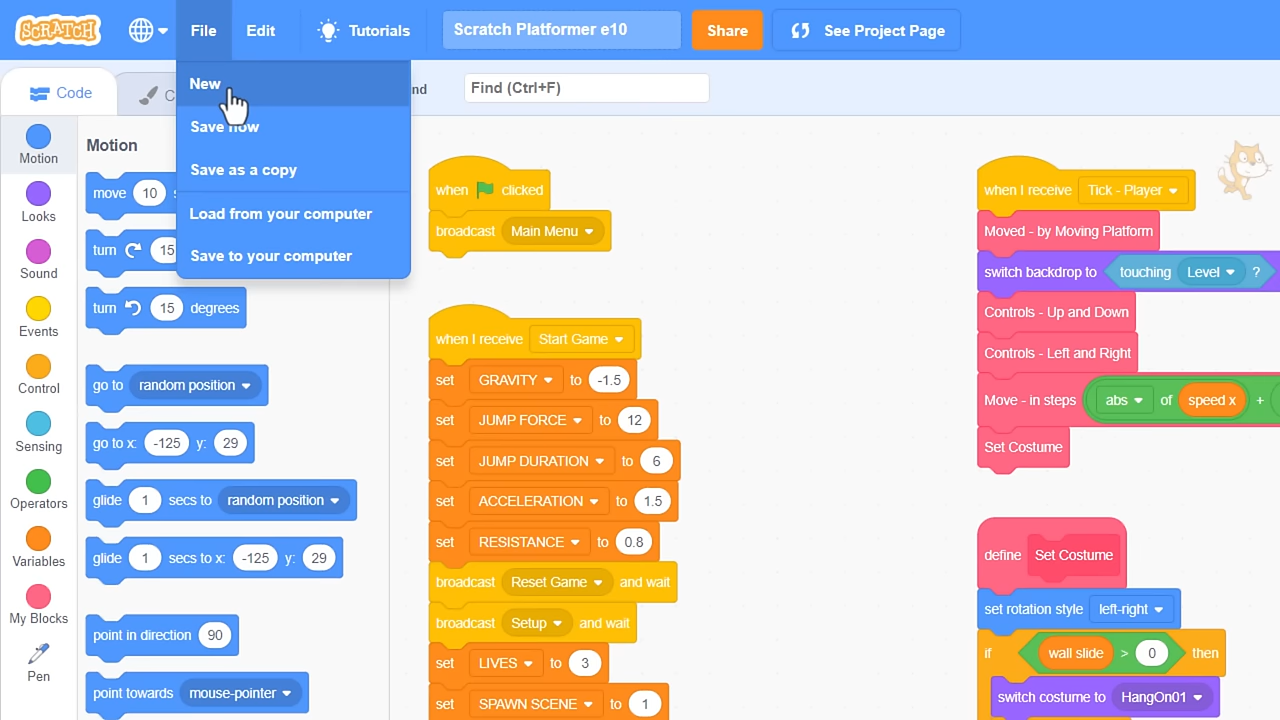 SCRATCH
File
Edit
Tutorials
Scratch Platformer e10
Share
See Project Page
New
Save now
Save as a copy
Load from your computer
Save to your computer
Code
Find (Ctrl+F)
Motion
Looks
Sound
Events
Control
Sensing
Operators
Variables
My Blocks
Pen
Motion
move 10
turn 15
turn 15 degrees
go to random position
go to x: -125 y: 29
glide 1 secs to random position
glide 1 secs to x: -125 y: 29
point in direction 90
point towards mouse-pointer
when clicked
broadcast Main Menu
when I receive Start Game
set GRAVITY to -1.5
set JUMP FORCE to 12
set JUMP DURATION to 6
set ACCELERATION to 1.5
set RESISTANCE to 0.8
broadcast Reset Game and wait
broadcast Setup and wait
set LIVES to 3
set SPAWN SCENE to 1
when I receive Tick - Player
Moved - by Moving Platform
switch backdrop to touching Level ?
Controls - Up and Down
Controls - Left and Right
Move - in steps abs of speed x +
Set Costume
define Set Costume
set rotation style left-right
if wall slide > 0 then
switch costume to HangOn01